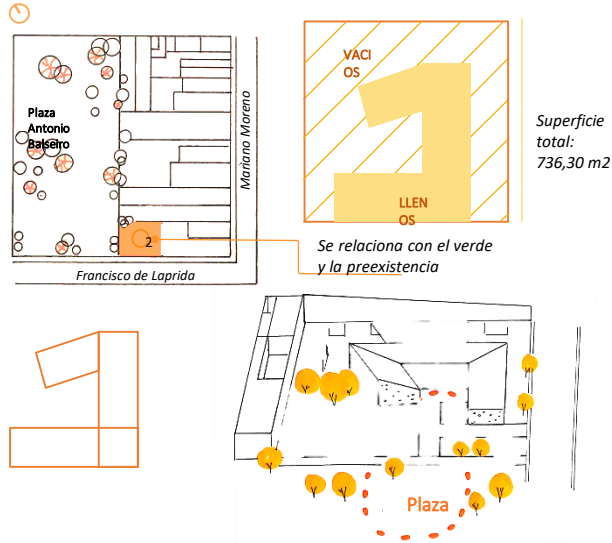 Plaza
Antonio
Balseiro
Mariano Moreno
2
Francisco de Laprida
VACI
OS
LLEN
OS
Superficie
total:
736,30 m2
Se relaciona con el verde
y la preexistencia
Plaza